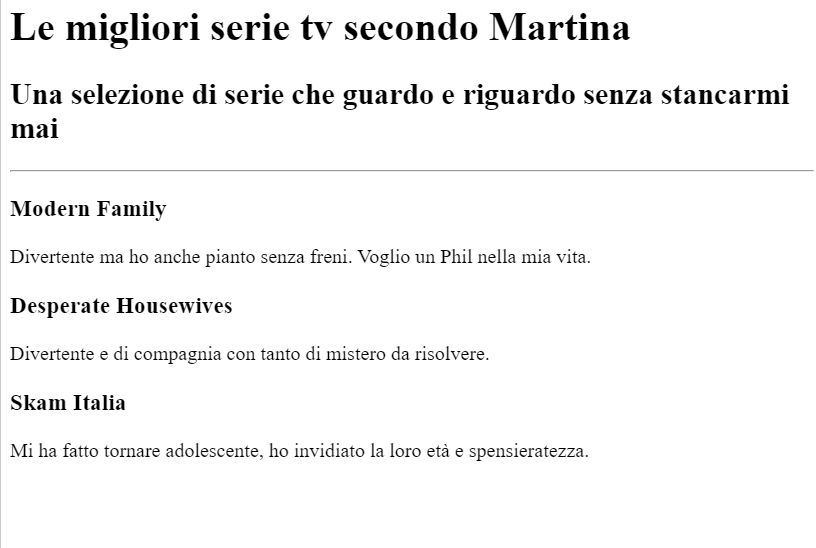 Le migliori serie tv secondo Martina
Una selezione di serie che guardo e riguardo senza stancarmi
mai
Modern Family
Divertente ma ho anche pianto senza freni. Voglio un Phil nella mia vita.
Desperate Housewives
Divertente e di compagnia con tanto di mistero da risolvere.
Skam Italia
Mi ha fatto tornare adolescente, ho invidiato la loro età e spensieratezza.